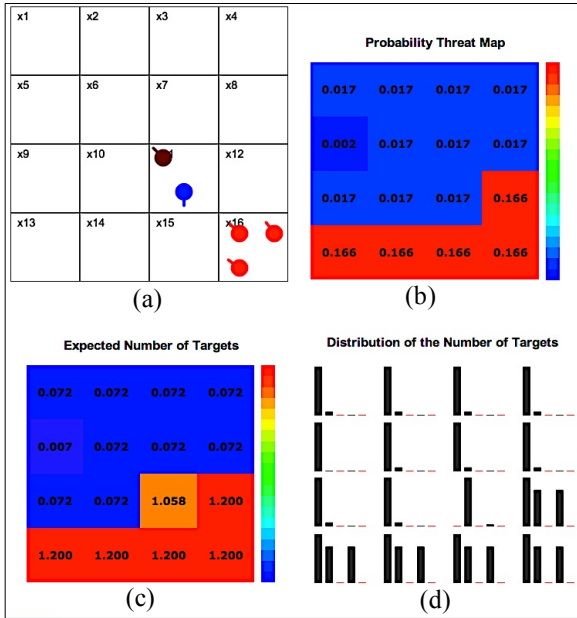 x1 x2 x3 x4
x5 x6 x7 x8
x9 x10 x12
x13 x14 x15 x16
(a)
Probability Threat Map
0.017 0.017 0.017 0.017
0.002 0.017 0.017 0.017
0.017 0.017 0.017 0.166
0.166 0.166 0.166 0.166
(b)
Expected Number of Targets
0.072 0.072 0.072 0.072
0.007 0.072 0.072 0.072
0.072 0.072 1.058 1.200
1.200 1.200 1.200 1.200
(c)
Distribution of the Number of Targets
(d)